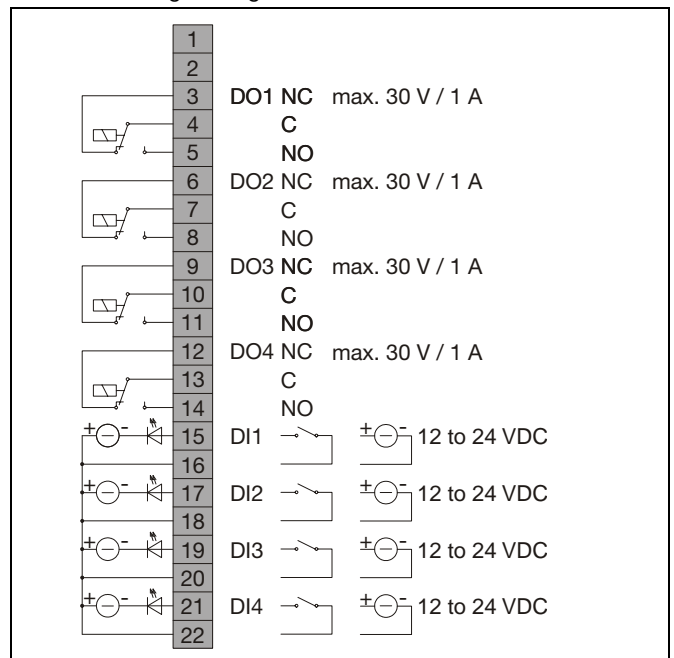 1
2
3 DO1 NC max. 30 V / 1 A
4 C
5 NO
6 DO2 NC max. 30 V / 1 A
7 C
8 NO
9 DO3 NC max. 30 V / 1 A
10 C
11 NO
12 DO4 NC max. 30 V / 1 A
13 C
14 NO
+ - 15 DI1 + - 12 to 24 VDC
16
+ - 17 DI2 + - 12 to 24 VDC
18
+ - 19 DI3 + - 12 to 24 VDC
20
+ - 21 DI4 + - 12 to 24 VDC
22